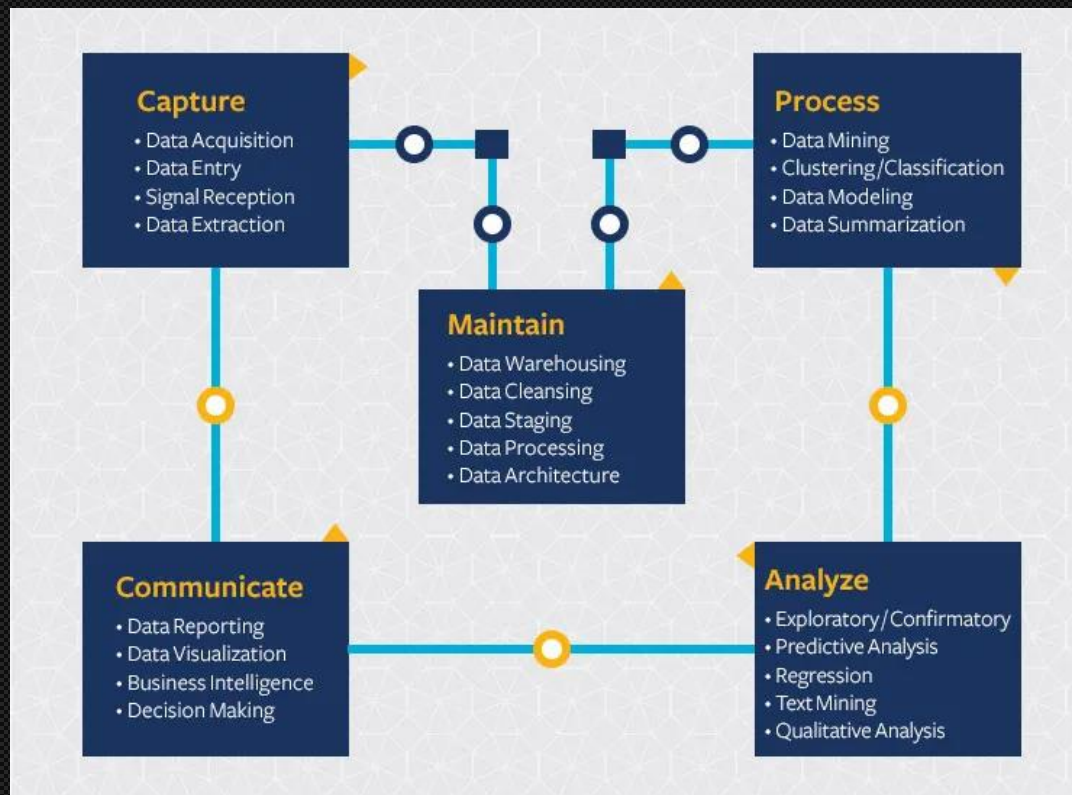 Capture
• Data Acquisition
• Data Entry
• Signal Reception
• Data Extraction
Process
• Data Mining
• Clustering/Classification
• Data Modeling
• Data Summarization
Maintain
• Data Warehousing
• Data Cleansing
• Data Staging
• Data Processing
• Data Architecture
Communicate
• Data Reporting
• Data Visualization
• Business Intelligence
• Decision Making
Analyze
• Exploratory/Confirmatory
• Predictive Analysis
• Regression
• Text Mining
• Qualitative Analysis